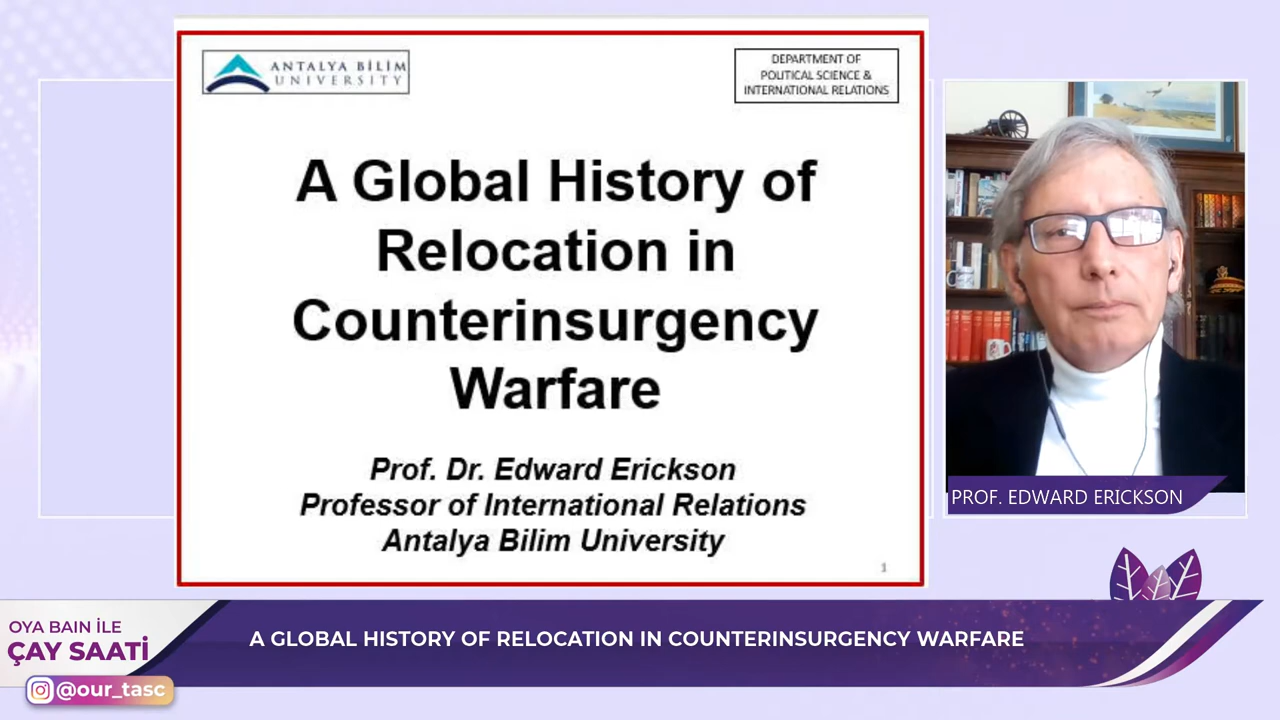 ANTALYA BİLİM
UNIVERSITY
DEPARTMENT OF
POLITICAL SCIENCE &
INTERNATIONAL RELATIONS
A Global History of
Relocation in
Counterinsurgency
Warfare
Prof. Dr. Edward Erickson
Professor of International Relations
Antalya Bilim University
1
PROF. EDWARD ERICKSON
OYA BAIN İLE
ÇAY SAATİ
A GLOBAL HISTORY OF RELOCATION IN COUNTERINSURGENCY WARFARE
@our_tasc